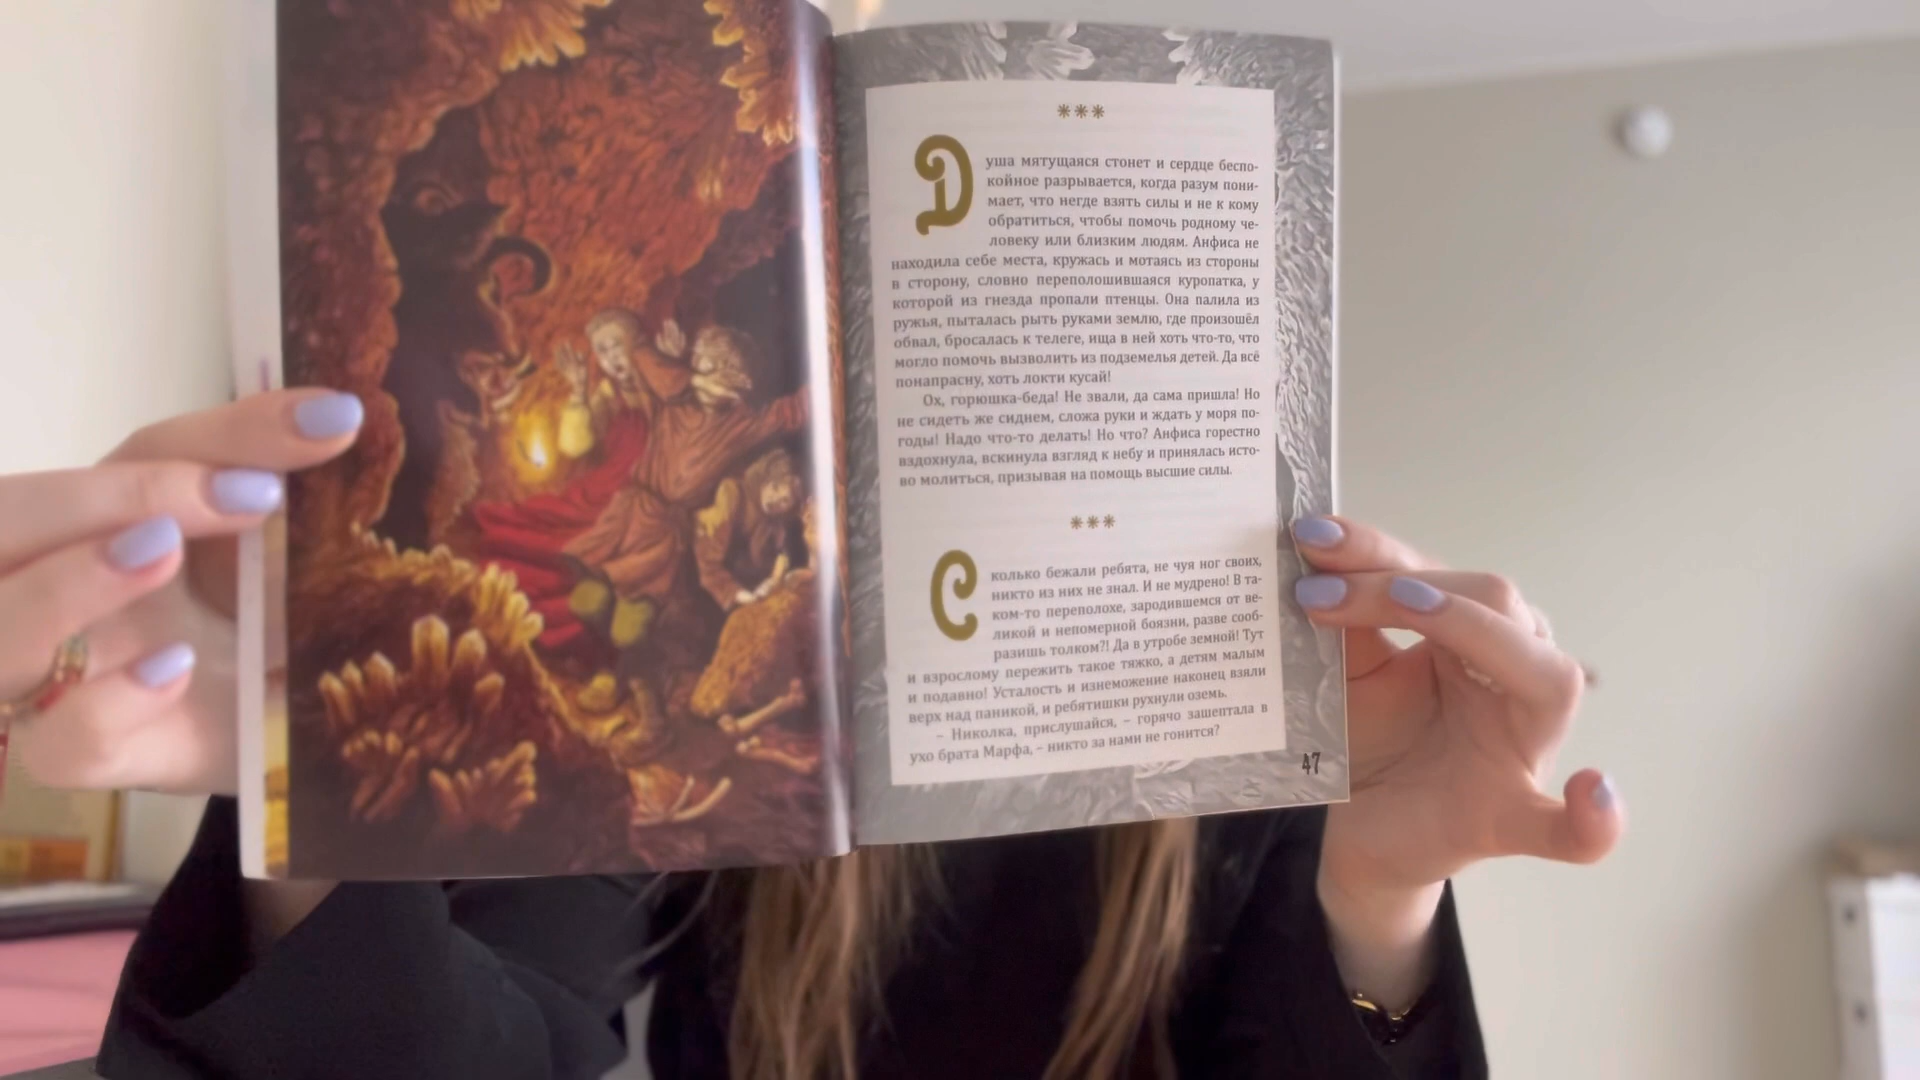 ***
Душа мятущаяся стонет и сердце беспо-
койное разрывается, когда разум пони-
мает, что негде взять силы и не к кому
обратиться, чтобы помочь родному че-
ловеку или близким людям. Анфиса не
находила себе места, кружась и мотаясь из стороны
в сторону, словно переполошившаяся куропатка, у
которой из гнезда пропали птенцы. Она палила из
ружья, пыталась рыть руками землю, где произошёл
обвал, бросалась к телеге, ища в ней хоть что-то, что
могло помочь вызволить из подземелья детей. Да всё
понапрасну, хоть локти кусай!
Ох, горюшка-беда! Не звали, да сама пришла! Но
не сидеть же сиднем, сложа руки и ждать у моря по-
годы! Надо что-то делать! Но что? Анфиса горестно
вздохнула, вскинула взгляд к небу и принялась исто-
во молиться, призывая на помощь высшие силы.
***
Сколько бежали ребята, не чуя ног своих,
никто из них не знал. И не мудрено! В та-
ком-то переполохе, зародившемся от ве-
ликой и непомерной боязни, разве сооб-
разишь толком?! Да в утробе земной! Тут
и взрослому пережить такое тяжко, а детям малым
и подавно! Усталость и изнеможение наконец взяли
верх над паникой, и ребятишки рухнули оземь.
– Николка, прислушайся, – горячо зашептала в
ухо брата Марфа, – никто за нами не гонится?
47